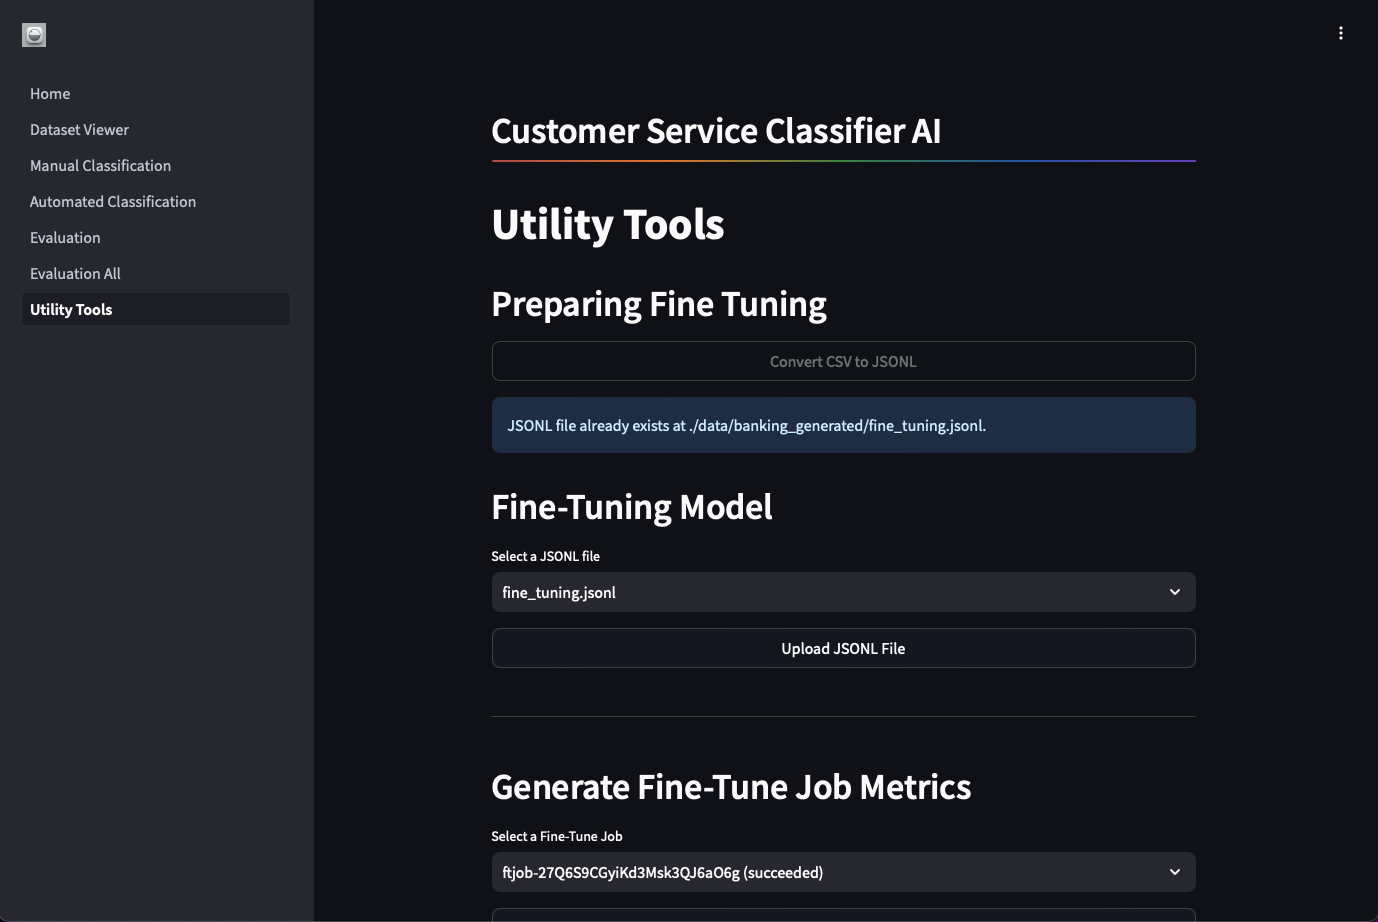 Home
Dataset Viewer
Manual Classification
Automated Classification
Evaluation
Evaluation All
Utility Tools
Customer Service Classifier AI
Utility Tools
Preparing Fine Tuning
Convert CSV to JSONL
JSONL file already exists at ./data/banking_generated/fine_tuning.jsonl.
Fine-Tuning Model
Select a JSONL file
fine_tuning.jsonl
Upload JSONL File
Generate Fine-Tune Job Metrics
Select a Fine-Tune Job
ftjob-27Q6S9CGyiKd3Msk3QJ6aO6g (succeeded)